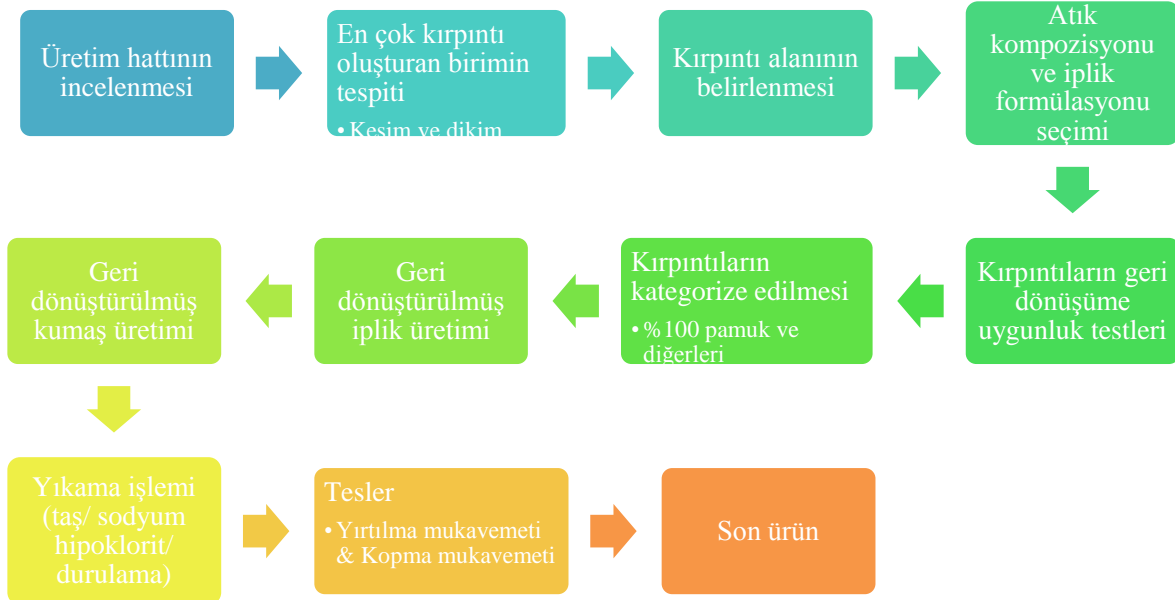 Üretim hattının
incelenmesi
En çok kırpıntı
oluşturan birimin
tespiti
• Kesim ve dikim
Kırpıntı alanının
belirlenmesi
Atık
kompozisyonu
ve iplik
formülasyonu
seçimi
Kırpıntıların geri
dönüşüme
uygunluk testleri
Kırpıntıların
kategorize edilmesi
• %100 pamuk ve
diğerleri
Geri
dönüştürülmüş
iplik üretimi
Geri
dönüştürülmüş
kumaş üretimi
Yıkama işlemi
(taş/ sodyum
hipoklorit/
durulama)
Tesler
• Yırtılma mukavemeti
& Kopma mukavemeti
Son ürün